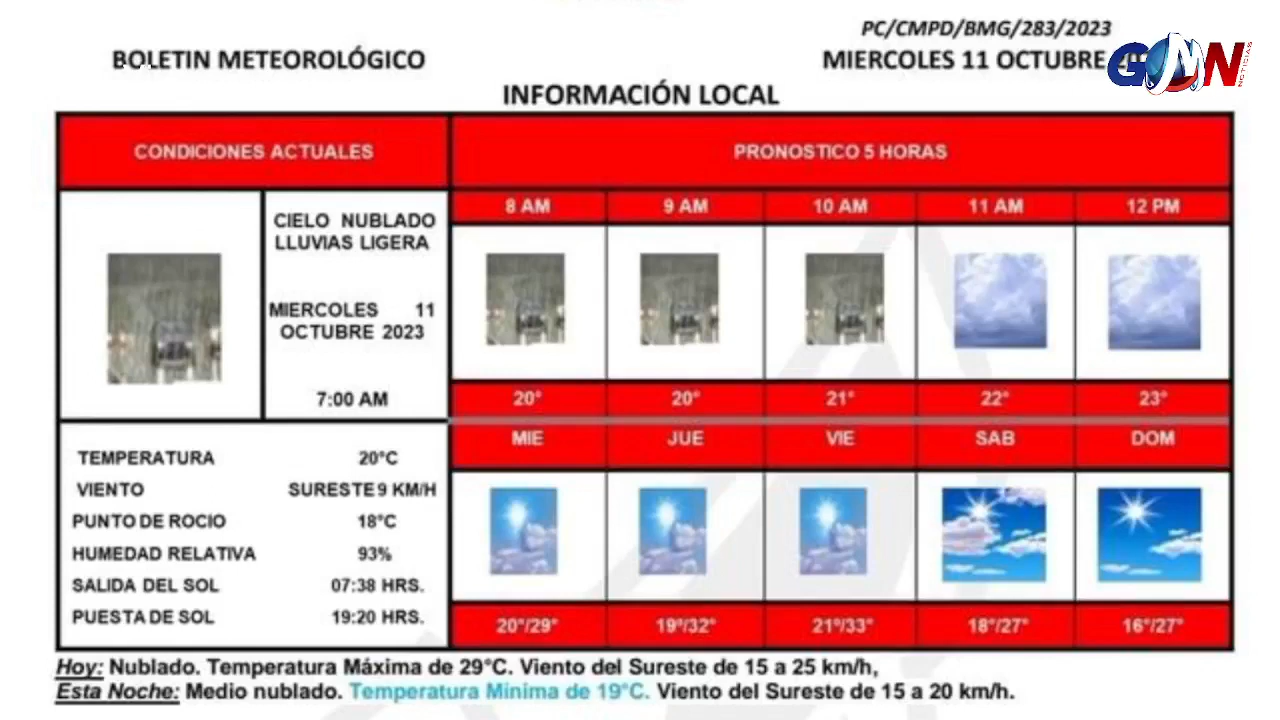 PC/CMPD/BMG/283/2023
BOLETIN METEOROLÓGICO
MIERCOLES 11 OCTUBRE
GMN
NOTICIAS
INFORMACIÓN LOCAL
CONDICIONES ACTUALES
PRONOSTICO 5 HORAS
8 AM 9 AM 10 AM 11 AM 12 PM
CIELO NUBLADO
LLUVIAS LIGERA
MIERCOLES 11
OCTUBRE 2023
7:00 AM
20° 20° 21° 22° 23°
MIE JUE VIE SAB DOM
TEMPERATURA 20°C
VIENTO SURESTE 9 KM/H
PUNTO DE ROCIO 18°C
HUMEDAD RELATIVA 93%
SALIDA DEL SOL 07:38 HRS.
PUESTA DE SOL 19:20 HRS.
20°/29° 19°/32° 21°/33° 18°/27° 16°/27°
Hoy: Nublado. Temperatura Máxima de 29°C. Viento del Sureste de 15 a 25 km/h,
Esta Noche: Medio nublado. Temperatura Minima de 19°C. Viento del Sureste de 15 a 20 km/h.